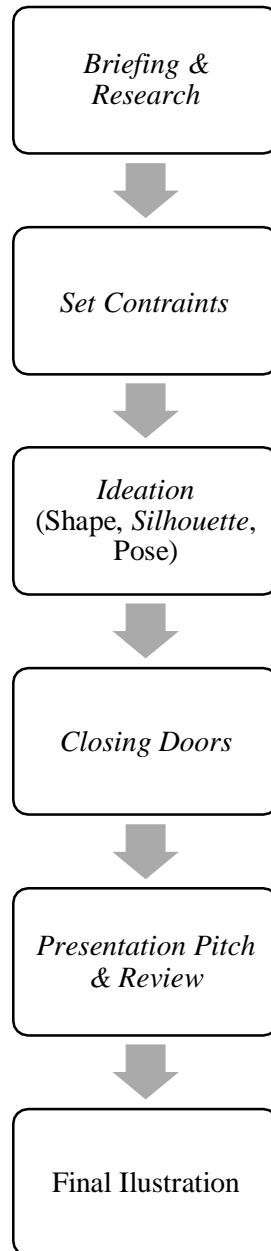 Briefing &
Research
Set Contraints
Ideation
(Shape, Silhouette,
Pose)
Closing Doors
Presentation Pitch
& Review
Final Ilustration